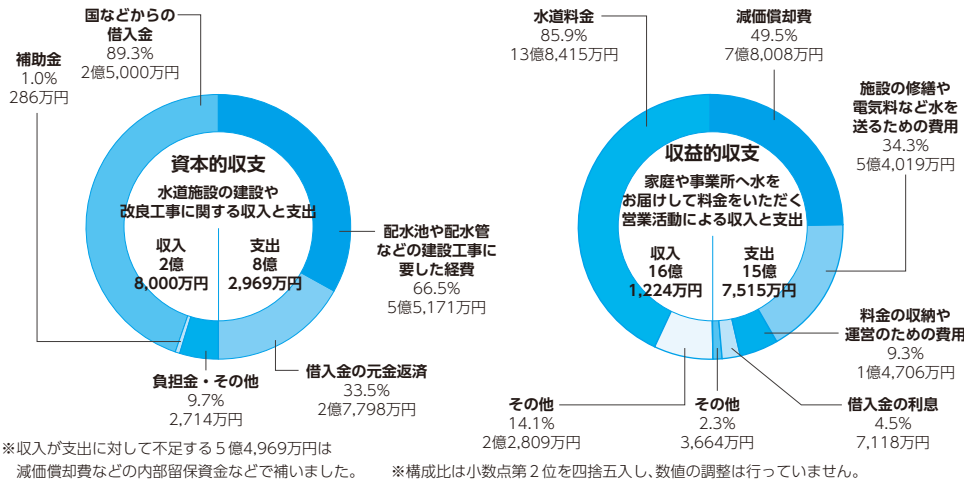 国などからの
借入金
89.3%
2億5,000万円
補助金
1.0%
286万円
資本的収支
水道施設の建設や
改良工事に関する収入と支出
収入
2億
8,000万円
支出
8億
2,969万円
配水池や配水管
などの建設工事に
要した経費
66.5%
5億5,171万円
負担金・その他
9.7%
2,714万円
借入金の元金返済
33.5%
2億7,798万円
※収入が支出に対して不足する5億4,969万円は
減価償却費などの内部留保資金などで補いました。
水道料金
85.9%
13億8,415万円
減価償却費
49.5%
7億8,008万円
施設の修繕や
電気料など水を
送るための費用
34.3%
5億4,019万円
収益的収支
家庭や事業所へ水を
お届けして料金をいただく
営業活動による収入と支出
収入
16億
1,224万円
支出
15億
7,515万円
料金の収納や
運営のための費用
9.3%
1億4,706万円
その他
14.1%
2億2,809万円
その他
2.3%
3,664万円
借入金の利息
4.5%
7,118万円
※構成比は小数点第2位を四捨五入し、数値の調整は行っていません。